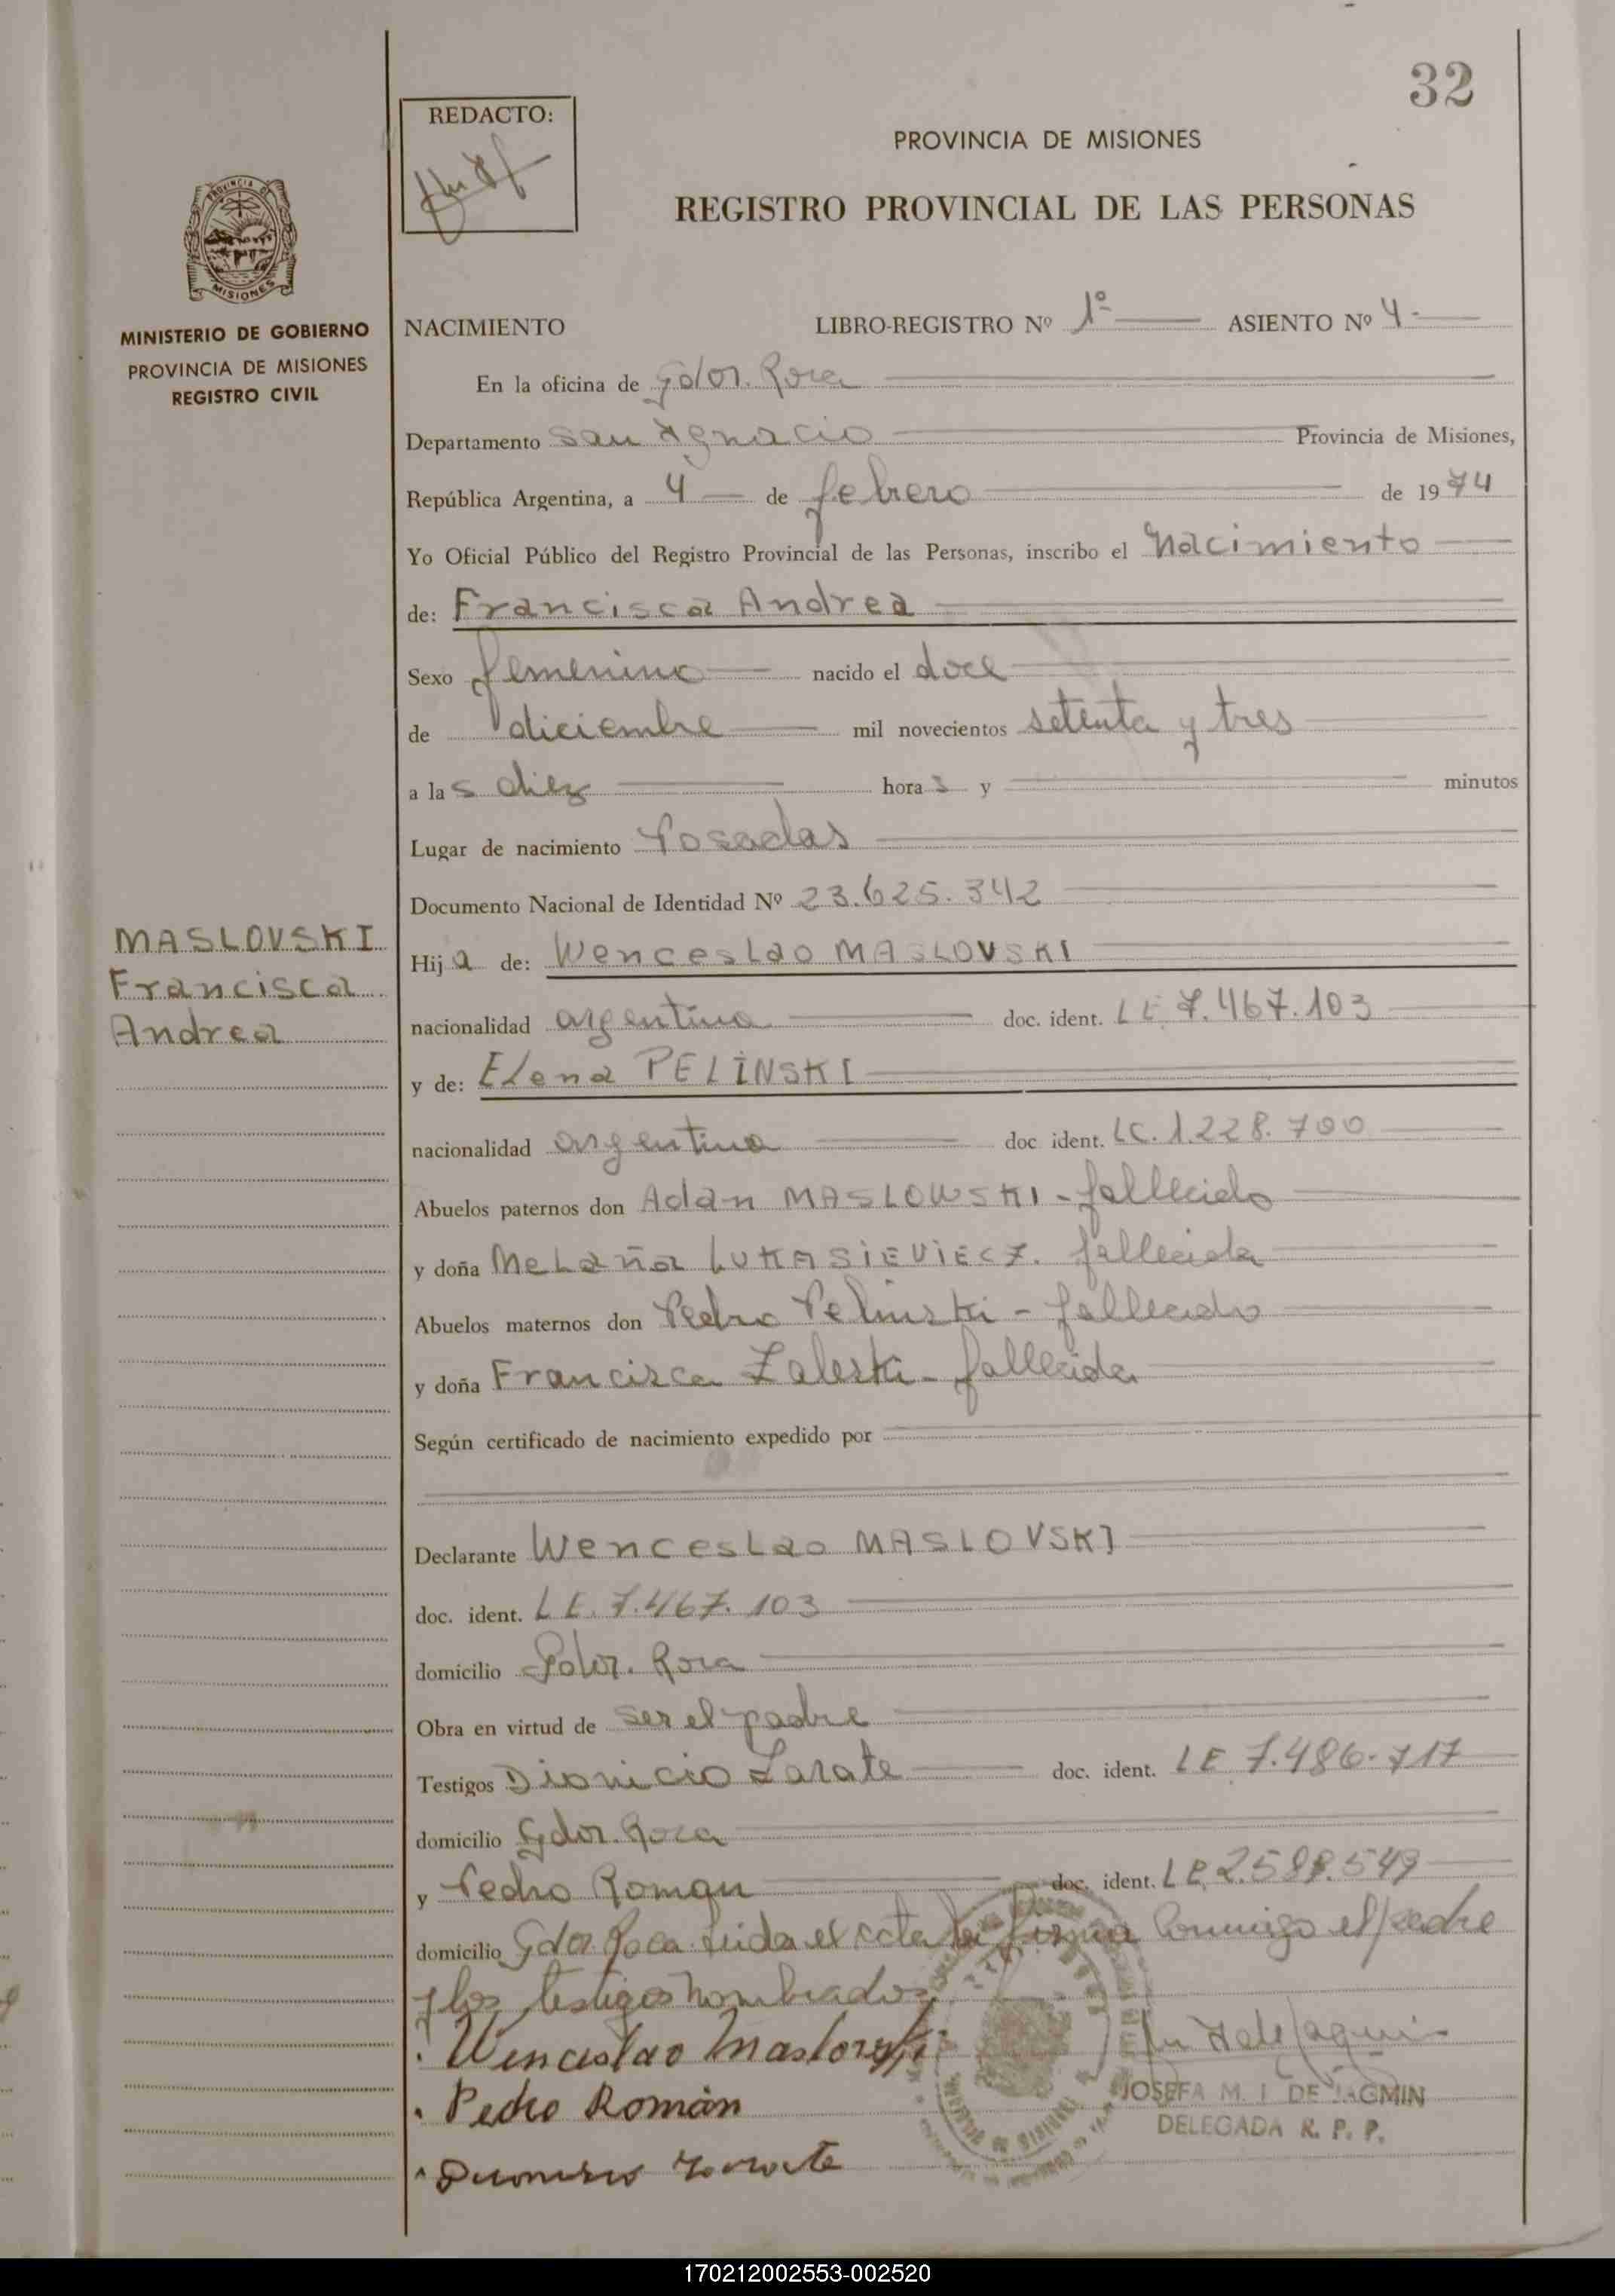 32
REDACTO:
PROVINCIA DE MISIONES
REGISTRO PROVINCIAL DE LAS PERSONAS
PROVINCIA DE
MISIONES
MINISTERIO DE GOBIERNO
PROVINCIA DE MISIONES
REGISTRO CIVIL
NACIMIENTO LIBRO-REGISTRO Nº 1º ASIENTO Nº 4-
En la oficina de Gdor. Roca
Departamento San Ignacio Provincia de Misiones,
República Argentina, a 4 de febrero de 1974
Yo Oficial Público del Registro Provincial de las Personas, inscribo el Nacimiento
de: Francisca Andrea
Sexo femenino nacido el doce
de diciembre mil novecientos setenta y tres
a las diez horas y minutos
Lugar de nacimiento Posadas
Documento Nacional de Identidad Nº 23.625.342
MASLOVSKI
Francisca
Andrea
Hija de: Wenceslao MASLOVSKI
nacionalidad argentina doc. ident. LE 7.467.103
y de: Elena PELINSKI
nacionalidad argentina doc ident. LC. 1.228.700
Abuelos paternos don Adan MASLOWSKI - fallecido
y doña Melaña LUKASIEVIECZ. fallecida
Abuelos maternos don Pedro Pelinski - fallecido
y doña Francisca Zaleski - fallecida
Según certificado de nacimiento expedido por
Declarante Wenceslao MASLOVSKI
doc. ident. LE. 7.467.103
domicilio Gdor. Roca
Obra en virtud de ser el padre
Testigos Dionicio Zarate doc. ident. LE 7.486.717
domicilio Gdor. Roca
y Pedro Roman doc. ident. LE
domicilio Gdor. Roca. Leida el acta la firma conmigo el padre
y los testigos nombrados
Wenceslao Maslovski
Pedro Román
JOSEFA M. I. DE JAGMIN
DELEGADA R. P. P.
Dionicio Zarate
170212002553-002520